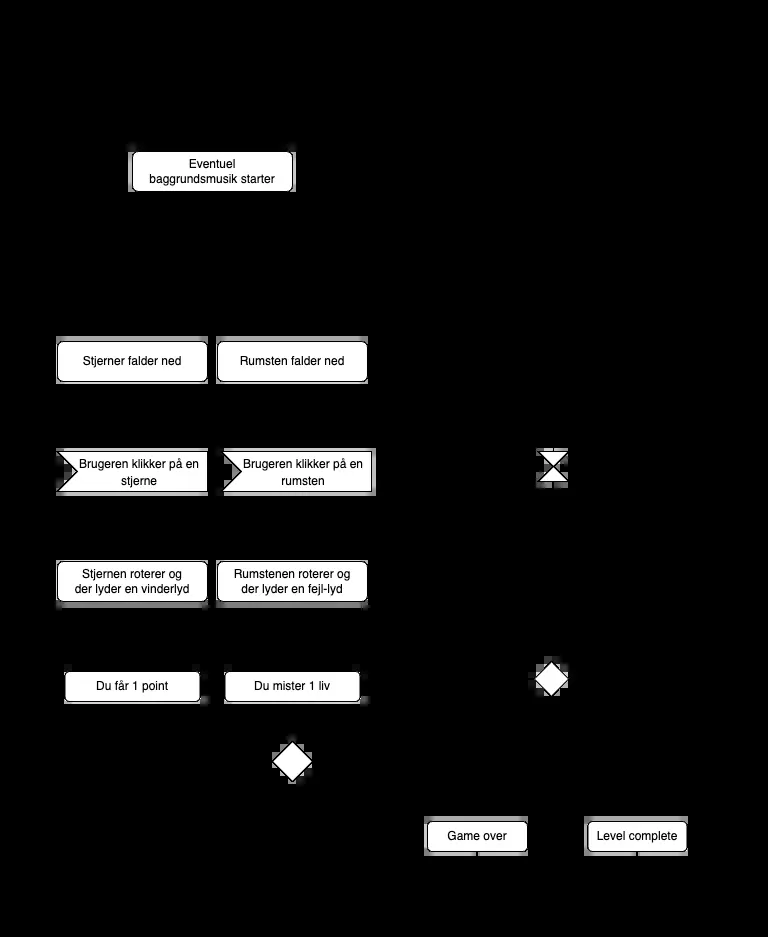 Eventuel
baggrundsmusik starter
Stjerner falder ned
Rumsten falder ned
Brugeren klikker på en
stjerne
Brugeren klikker på en
rumsten
Stjernen roterer og
der lyder en vinderlyd
Rumstenen roterer og
der lyder en fejl-lyd
Du får 1 point
Du mister 1 liv
Game over
Level complete